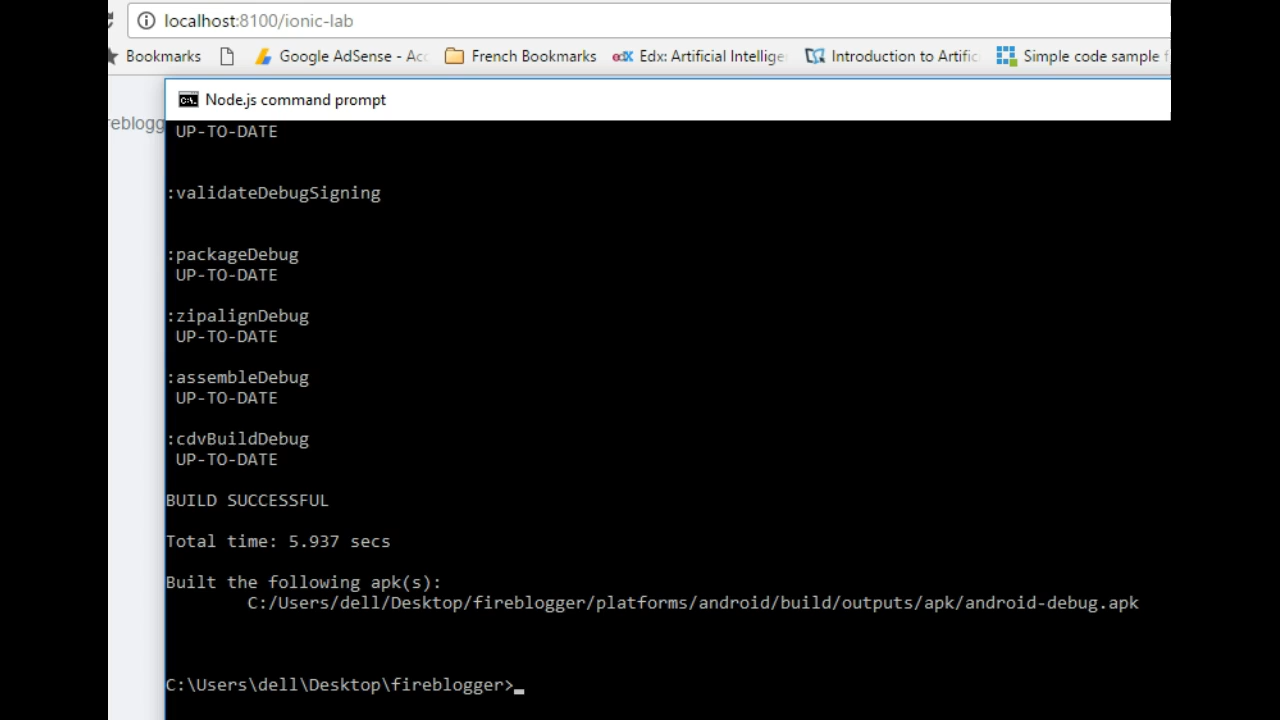 localhost:8100/ionic-lab
Bookmarks Google AdSense - Acc French Bookmarks edX Edx: Artificial Intellige Introduction to Artific Simple code sample f
Node.js command prompt
reblogg
UP-TO-DATE
:validateDebugSigning
:packageDebug
UP-TO-DATE
:zipalignDebug
UP-TO-DATE
:assembleDebug
UP-TO-DATE
:cdvBuildDebug
UP-TO-DATE
BUILD SUCCESSFUL
Total time: 5.937 secs
Built the following apk(s):
C:/Users/dell/Desktop/fireblogger/platforms/android/build/outputs/apk/android-debug.apk
C:\Users\dell\Desktop\fireblogger>